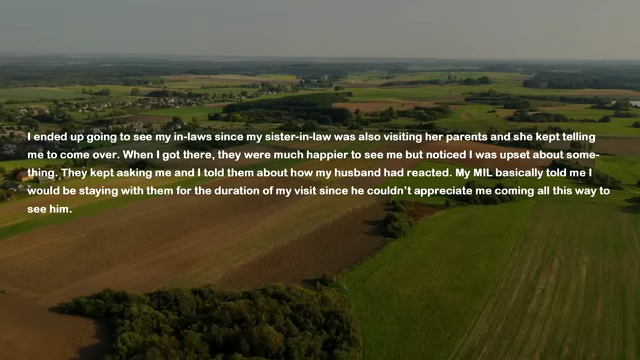 I ended up going to see my in-laws since my sister-in-law was also visiting her parents and she kept telling
me to come over. When I got there, they were much happier to see me but noticed I was upset about some-
thing. They kept asking me and I told them about how my husband had reacted. My MIL basically told me I
would be staying with them for the duration of my visit since he couldn't appreciate me coming all this way to
see him.